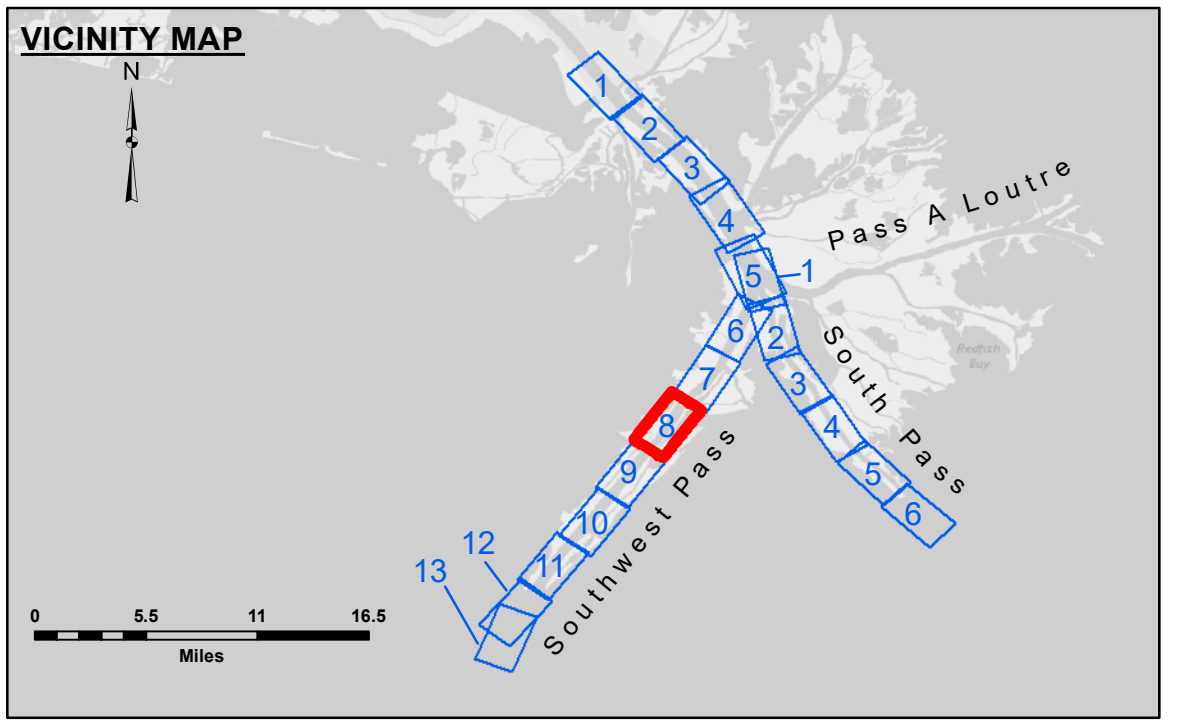 VICINITY MAP
N
1
2
3
4
5
1
Pass A Loutre
6
2
South Pass
Redfish
Bay
7
3
8
4
9
5
10
6
11
12
13
Southwest Pass
0 5.5 11 16.5
Miles